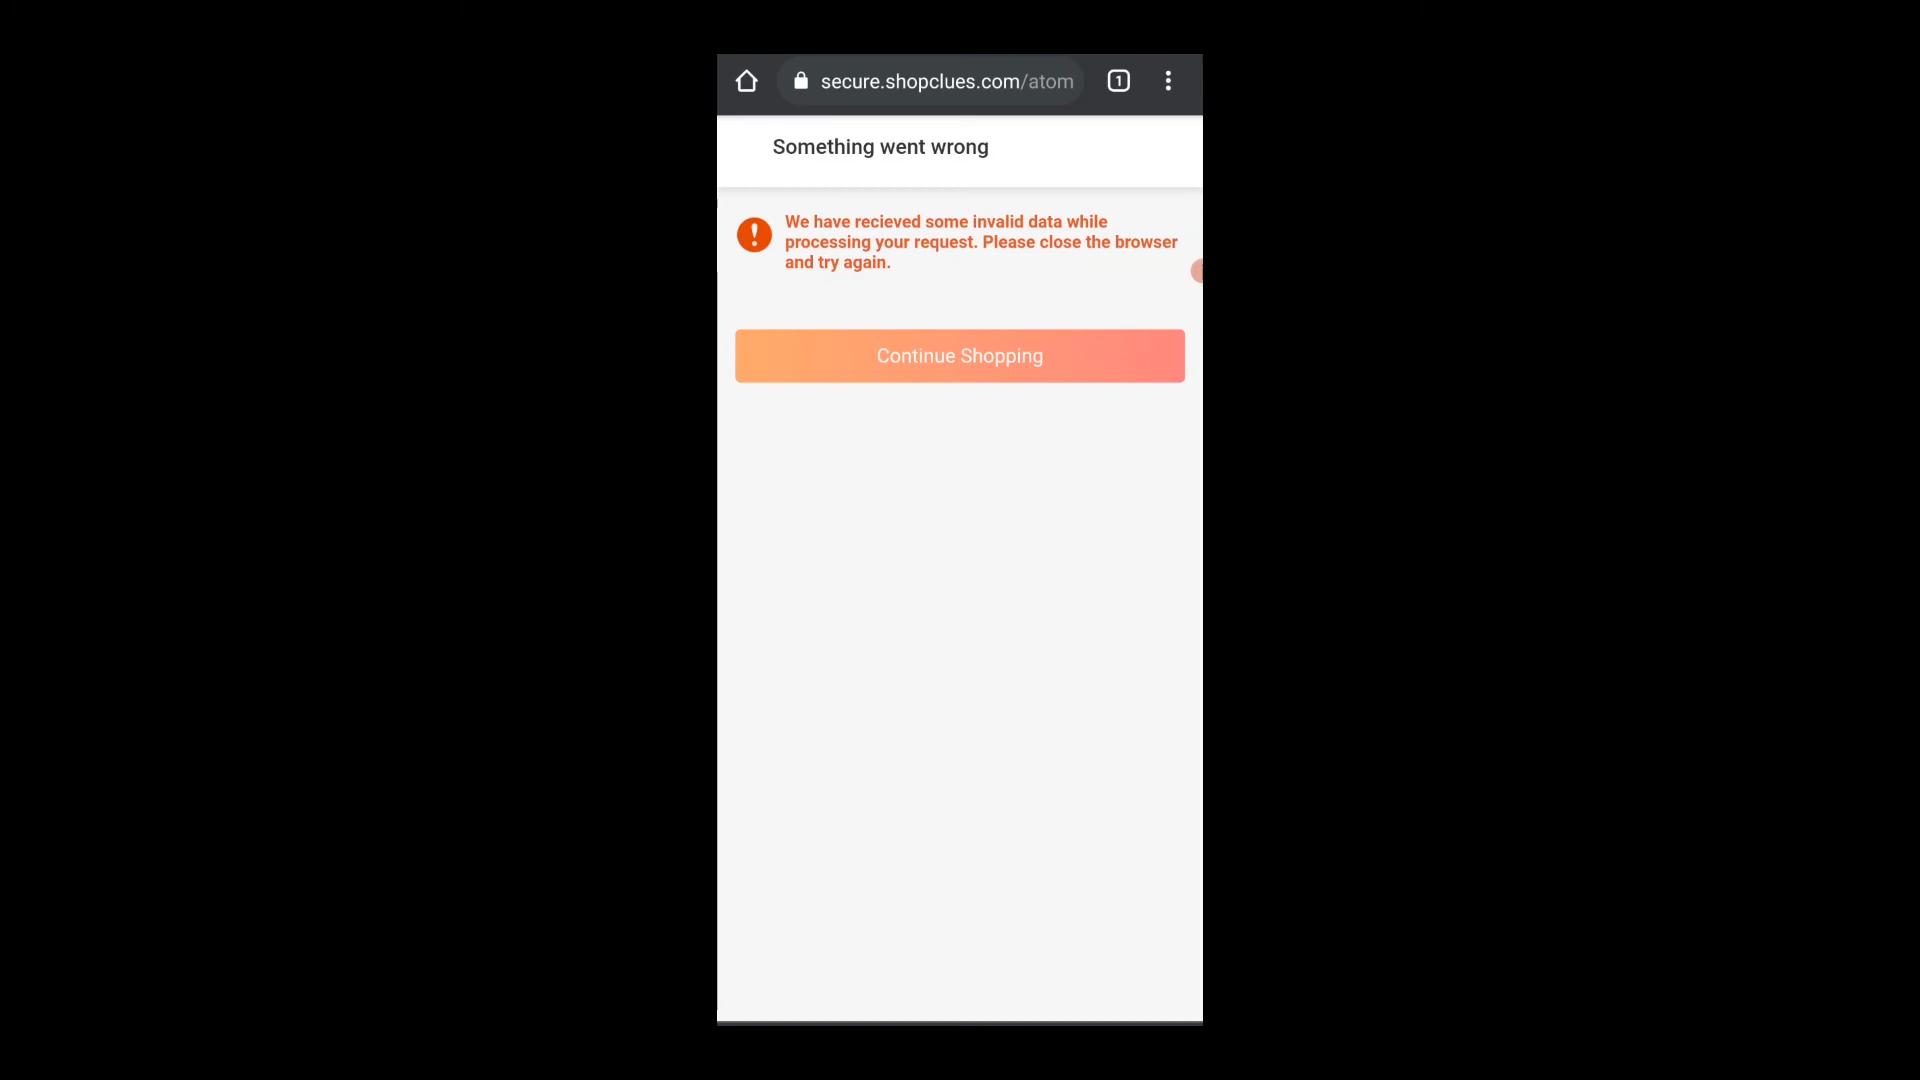 secure.shopclues.com/atom
1
Something went wrong
We have recieved some invalid data while
processing your request. Please close the browser
and try again.
Continue Shopping